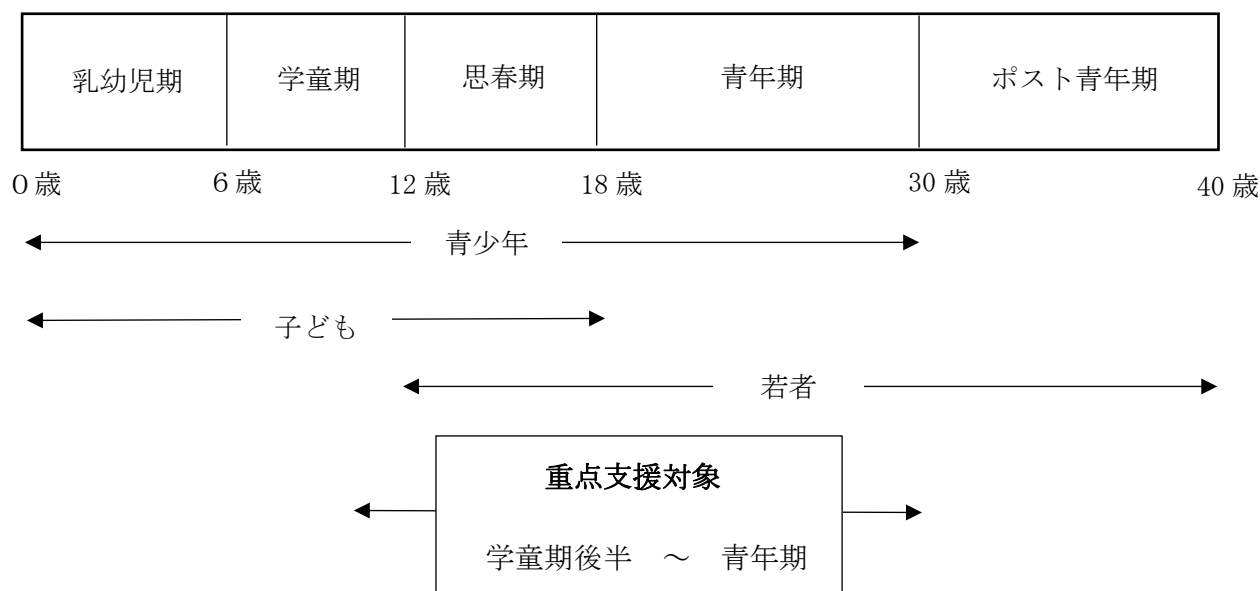 乳幼児期 学童期 思春期 青年期 ポスト青年期
0歳 6歳 12歳 18歳 30歳 40歳
青少年
子ども
若者
重点支援対象
学童期後半 ～ 青年期